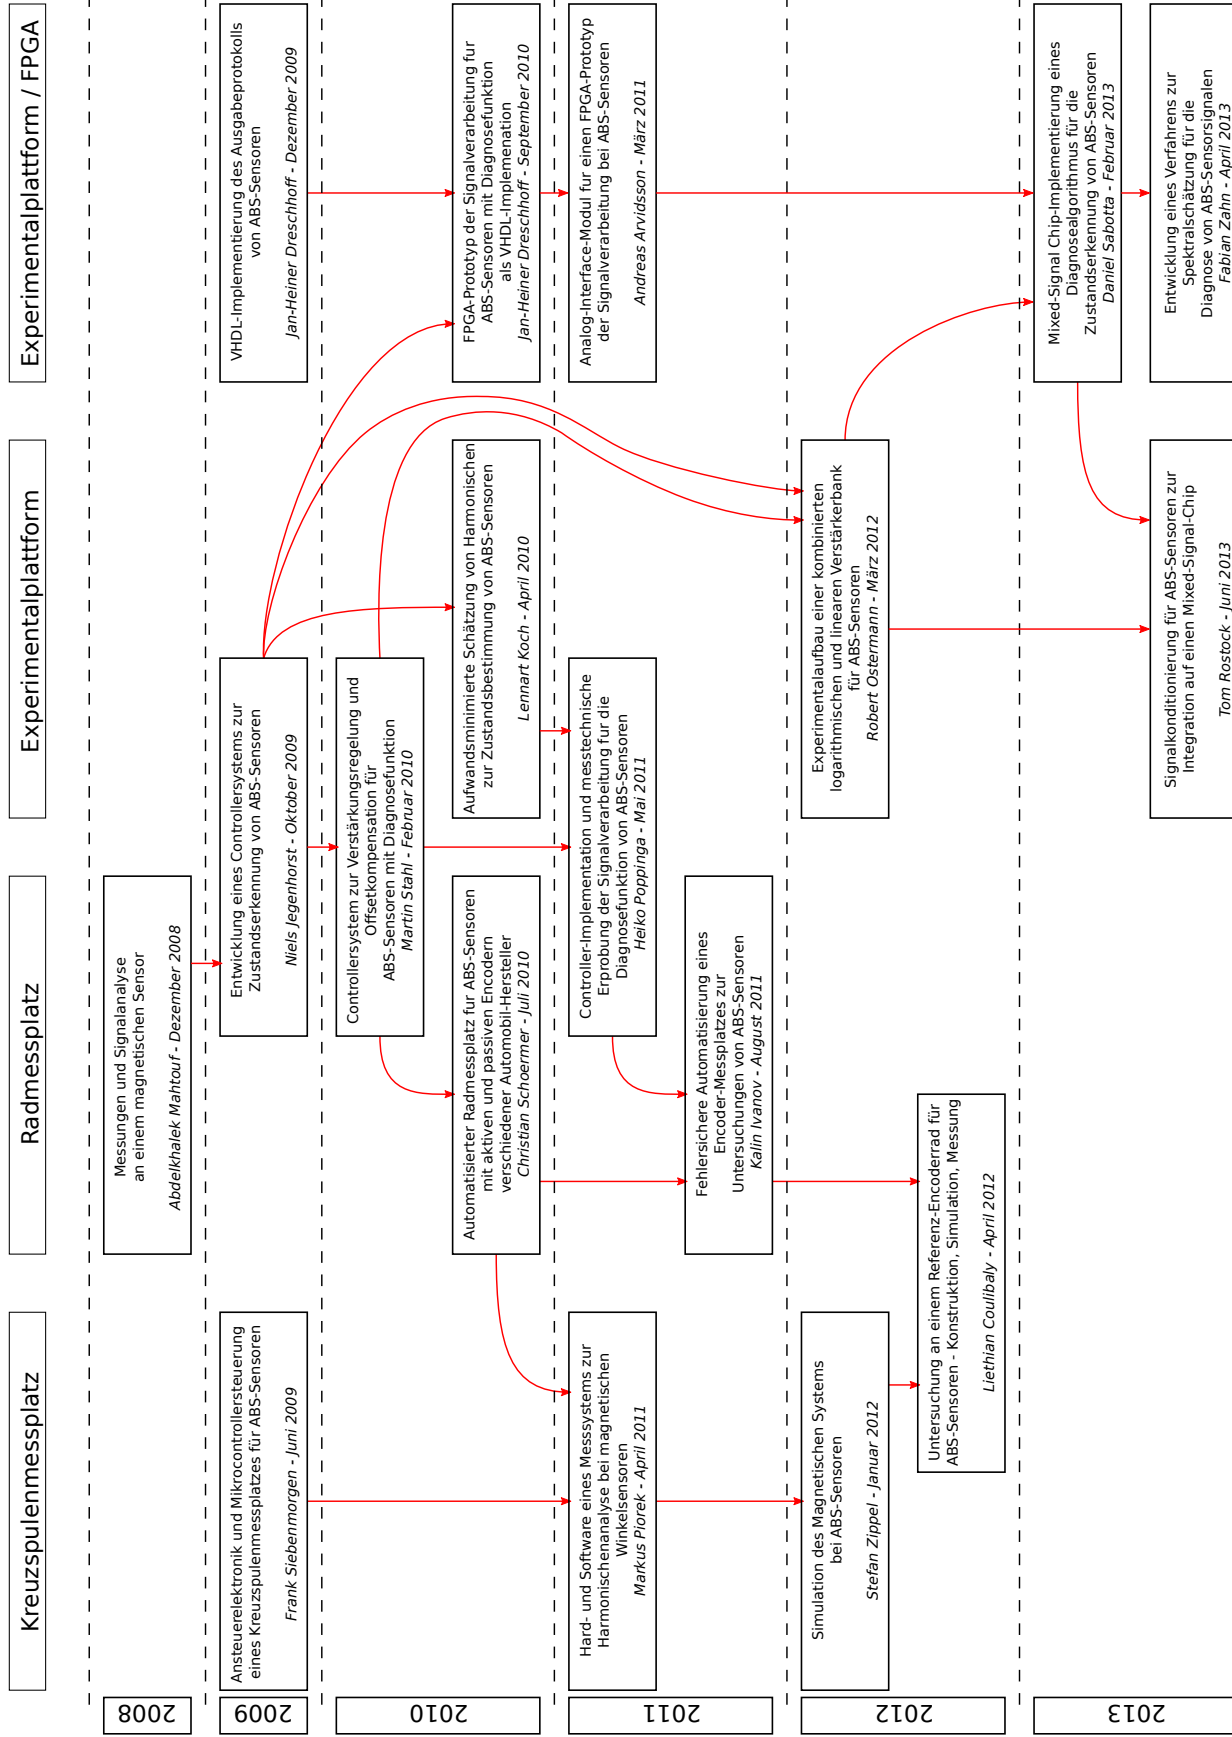 Kreuzspulenmessplatz
Radmessplatz
Experimentalplattform
Experimentalplattform / FPGA
2008
Messungen und Signalanalyse
an einem magnetischen Sensor
Abdelkhalek Mahtouf - Dezember 2008
2009
Ansteuerelektronik und Mikrocontrollersteuerung
eines Kreuzspulenmessplatzes für ABS-Sensoren
Frank Siebenmorgen - Juni 2009
Entwicklung eines Controllersystems zur
Zustandserkennung von ABS-Sensoren
Niels Jegenhorst - Oktober 2009
VHDL-Implementierung des Ausgabeprotokolls
von ABS-Sensoren
Jan-Heiner Dreschhoff - Dezember 2009
2010
Controllersystem zur Verstärkungsregelung und
Offsetkompensation für
ABS-Sensoren mit Diagnosefunktion
Martin Stahl - Februar 2010
Automatisierter Radmessplatz fur ABS-Sensoren
mit aktiven und passiven Encodern
verschiedener Automobil-Hersteller
Christian Schoermer - Juli 2010
Aufwandsminimierte Schätzung von Harmonischen
zur Zustandsbestimmung von ABS-Sensoren
Lennart Koch - April 2010
FPGA-Prototyp der Signalverarbeitung fur
ABS-Sensoren mit Diagnosefunktion
als VHDL-Implemenation
Jan-Heiner Dreschhoff - September 2010
2011
Hard- und Software eines Messsystems zur
Harmonischenanalyse bei magnetischen
Winkelsensoren
Markus Piorek - April 2011
Controller-Implementation und messtechnische
Erprobung der Signalverarbeitung fur die
Diagnosefunktion von ABS-Sensoren
Heiko Poppinga - Mai 2011
Analog-Interface-Modul fur einen FPGA-Prototyp
der Signalverarbeitung bei ABS-Sensoren
Andreas Arvidsson - März 2011
Fehlersichere Automatisierung eines
Encoder-Messplatzes zur
Untersuchungen von ABS-Sensoren
Kalin Ivanov - August 2011
2012
Simulation des Magnetischen Systems
bei ABS-Sensoren
Stefan Zippel - Januar 2012
Experimentalaufbau einer kombinierten
logarithmischen und linearen Verstärkerbank
für ABS-Sensoren
Robert Ostermann - März 2012
Untersuchung an einem Referenz-Encoderrad für
ABS-Sensoren - Konstruktion, Simulation, Messung
Liethian Coulibaly - April 2012
2013
Mixed-Signal Chip-Implementierung eines
Diagnosealgorithmus für die
Zustandserkennung von ABS-Sensoren
Daniel Sabotta - Februar 2013
Signalkonditionierung für ABS-Sensoren zur
Integration auf einen Mixed-Signal-Chip
Tom Rostock - Juni 2013
Entwicklung eines Verfahrens zur
Spektralschätzung für die
Diagnose von ABS-Sensorsignalen
Fabian Zahn - April 2013